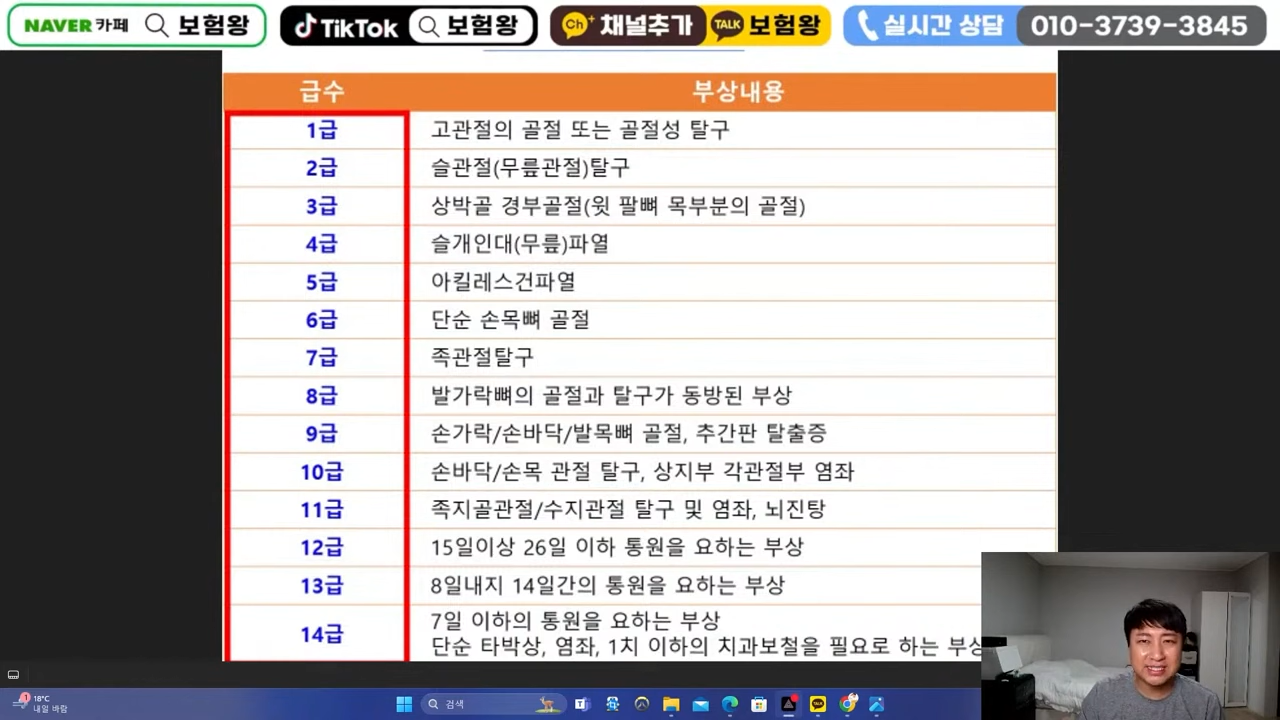 NAVER 카페 보험왕
TikTok 보험왕
Ch+ 채널추가 TALK 보험왕
실시간 상담 010-3739-3845
급수 부상내용
1급 고관절의 골절 또는 골절성 탈구
2급 슬관절(무릎관절)탈구
3급 상박골 경부골절(윗 팔뼈 목부분의 골절)
4급 슬개인대(무릎)파열
5급 아킬레스건파열
6급 단순 손목뼈 골절
7급 족관절탈구
8급 발가락뼈의 골절과 탈구가 동방된 부상
9급 손가락/손바닥/발목뼈 골절, 추간판 탈출증
10급 손바닥/손목 관절 탈구, 상지부 각관절부 염좌
11급 족지골관절/수지관절 탈구 및 염좌, 뇌진탕
12급 15일이상 26일 이하 통원을 요하는 부상
13급 8일내지 14일간의 통원을 요하는 부상
14급 7일 이하의 통원을 요하는 부상
단순 타박상, 염좌, 1치 이하의 치과보철을 필요로 하는 부상
1 18°C
내일 바람
검색
TALK